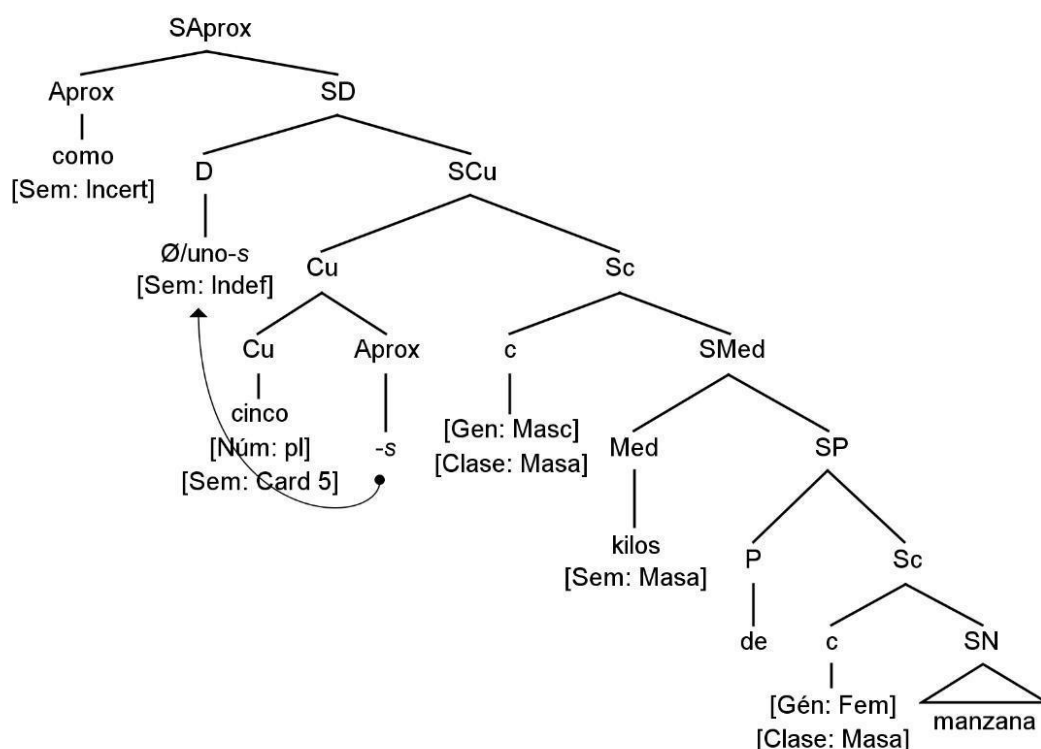 SAprox
Aprox SD
como
[Sem: Incert]
D SCu
Ø/uno-s
[Sem: Indef]
Cu Sc
Cu Aprox c SMed
cinco
[Núm: pl] -s [Gen: Masc] Med SP
[Sem: Card 5] [Clase: Masa]
kilos P Sc
[Sem: Masa]
de c SN
[Gén: Fem] manzana
[Clase: Masa]